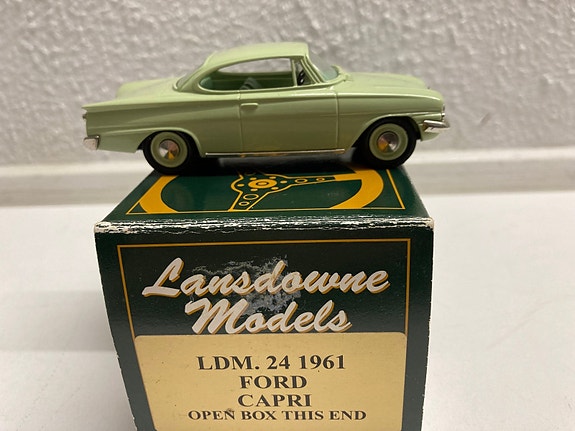 Lansdowne
Models
LDM. 24 1961
FORD
CAPRI
OPEN BOX THIS END